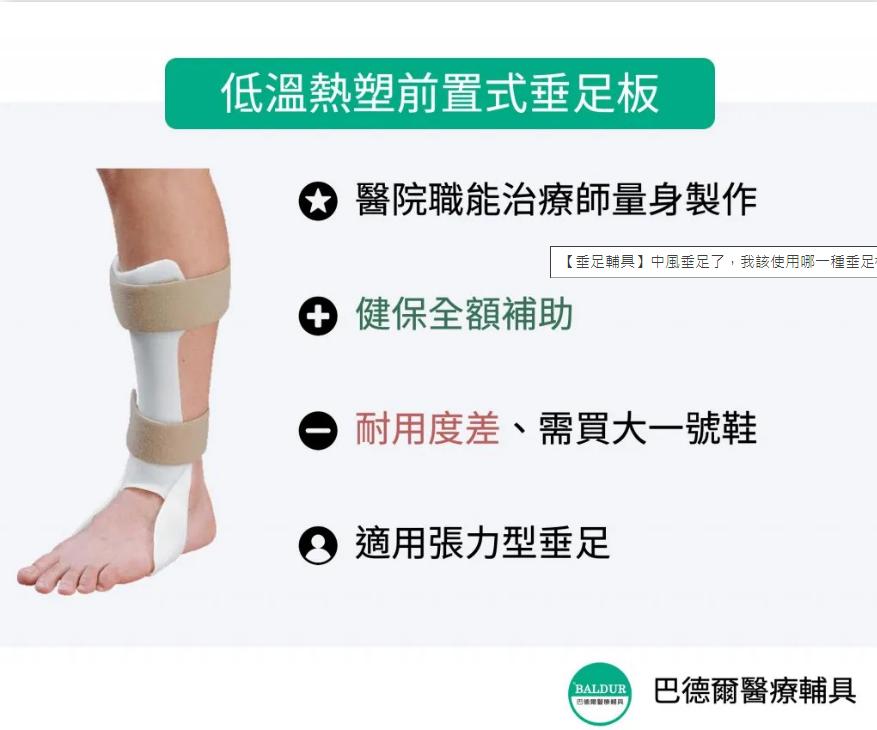 低溫熱塑前置式垂足板
醫院職能治療師量身製作
【垂足輔具】中風垂足了，我該使用哪一種垂足
健保全額補助
耐用度差、需買大一號鞋
適用張力型垂足
BALDUR
巴德爾醫療輔具
巴德爾醫療輔具